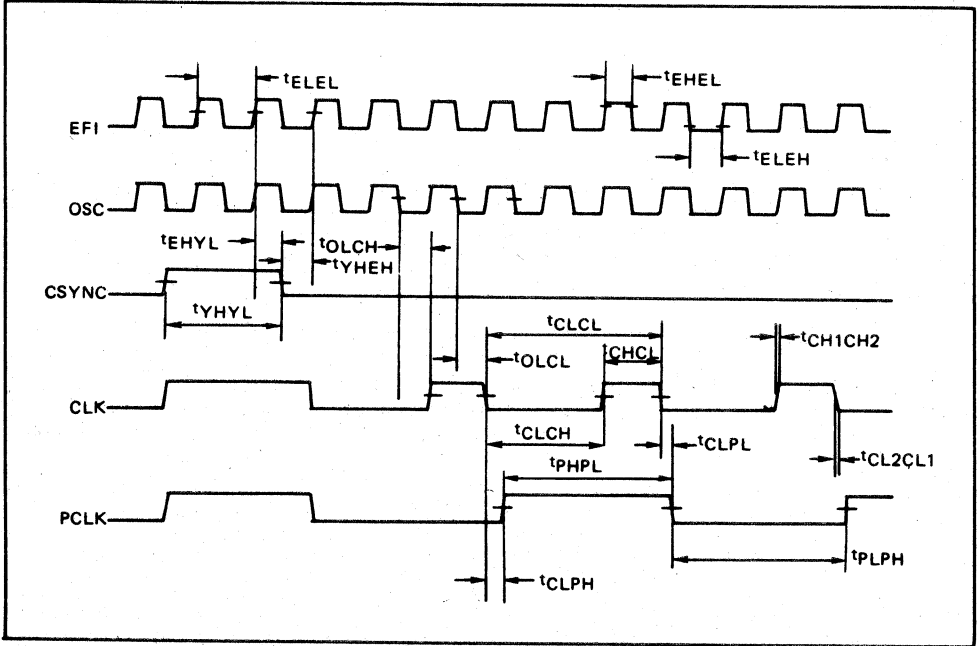 tELEL
tEHEL
EFI
tELEH
OSC
tEHYL
tOLCH
tYHEH
CSYNC
tYHYL
tCLCL
tCH1CH2
tOLCL
tCHCL
CLK
tCLCH
tCLPL
tCL2CL1
tPHPL
PCLK
tPLPH
tCLPH